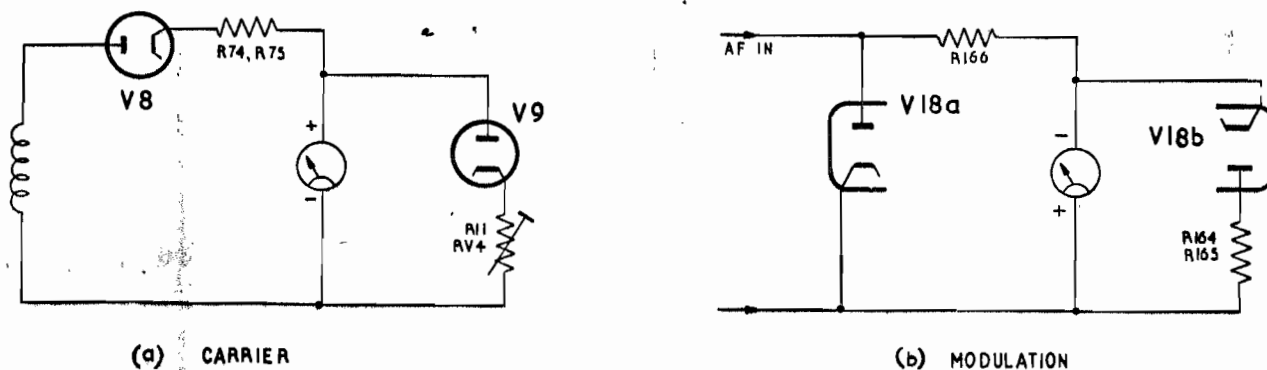 V8
R74, R75
V9
+
-
R11
RV4
(a) CARRIER
AF IN
R166
V18a
V18b
-
+
R164
R165
(b) MODULATION